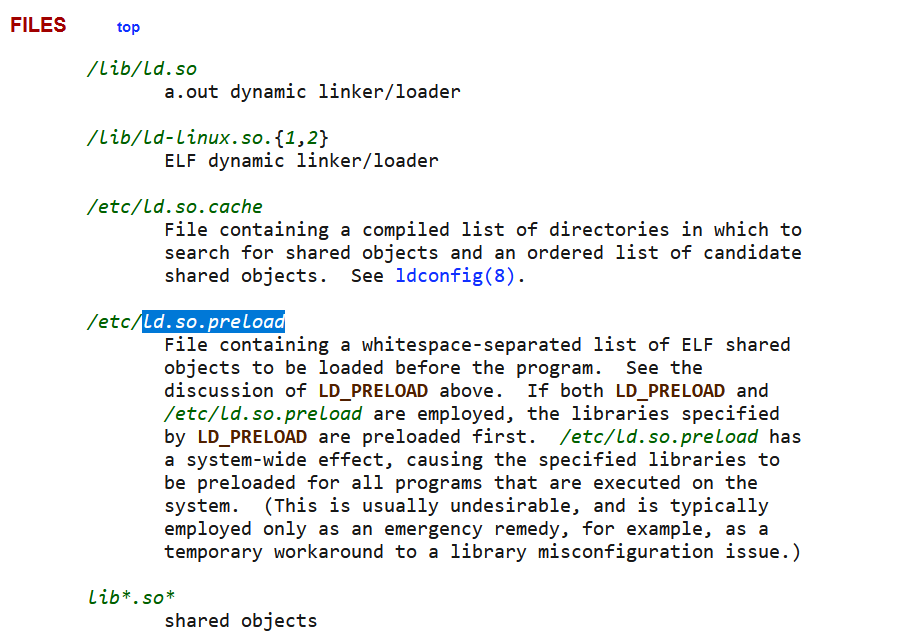 FILES top
/lib/ld.so
a.out dynamic linker/loader
/lib/ld-linux.so.{1,2}
ELF dynamic linker/loader
/etc/ld.so.cache
File containing a compiled list of directories in which to
search for shared objects and an ordered list of candidate
shared objects.  See ldconfig(8).
/etc/ld.so.preload
File containing a whitespace-separated list of ELF shared
objects to be loaded before the program.  See the
discussion of LD_PRELOAD above.  If both LD_PRELOAD and
/etc/ld.so.preload are employed, the libraries specified
by LD_PRELOAD are preloaded first.  /etc/ld.so.preload has
a system-wide effect, causing the specified libraries to
be preloaded for all programs that are executed on the
system.  (This is usually undesirable, and is typically
employed only as an emergency remedy, for example, as a
temporary workaround to a library misconfiguration issue.)
lib*.so*
shared objects